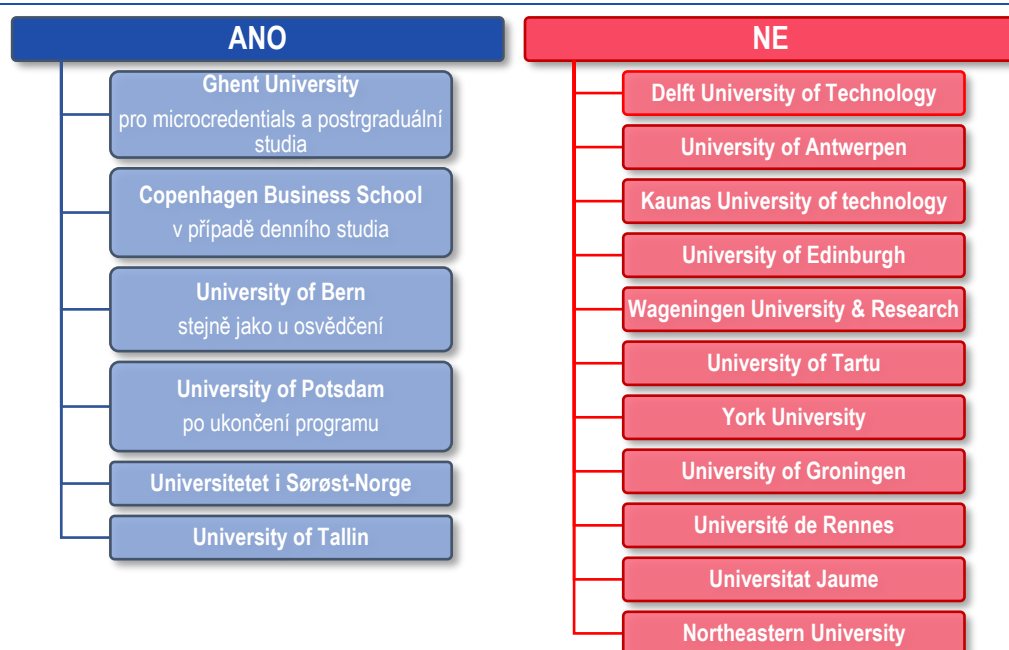 ANO
Ghent University
pro microcredentials a postrgraduální
studia
Copenhagen Business School
v případě denního studia
University of Bern
stejně jako u osvědčení
University of Potsdam
po ukončení programu
Universitetet i Sørøst-Norge
University of Tallin
NE
Delft University of Technology
University of Antwerpen
Kaunas University of technology
University of Edinburgh
Wageningen University & Research
University of Tartu
York University
University of Groningen
Université de Rennes
Universitat Jaume
Northeastern University